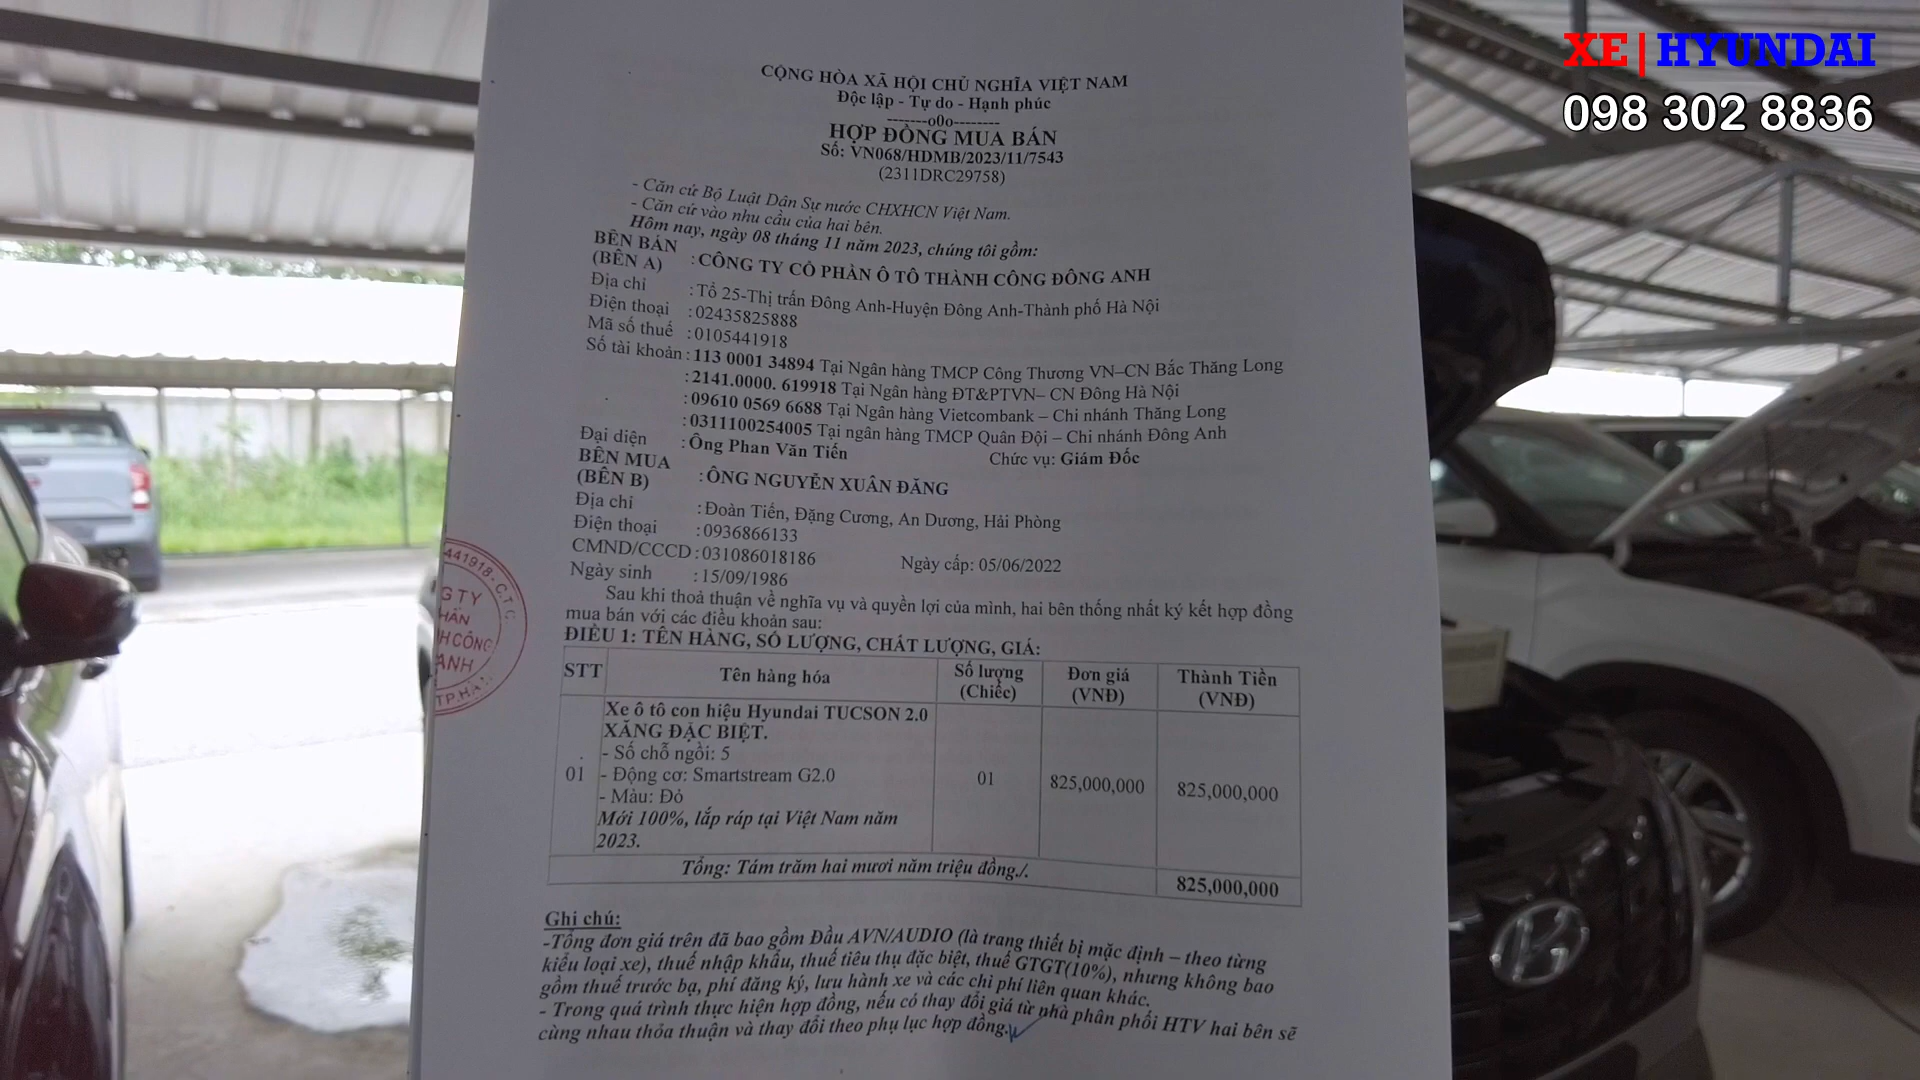 XE|HYUNDAI
098 302 8836
CỘNG HÒA XÃ HỘI CHỦ NGHĨA VIỆT NAM
Độc lập - Tự do - Hạnh phúc
-------o0o--------
HỢP ĐỒNG MUA BÁN
Số: VN068/HDMB/2023/11/7543
(2311DRC29758)
- Căn cứ Bộ Luật Dân Sự nước CHXHCN Việt Nam.
- Căn cứ vào nhu cầu của hai bên.
Hôm nay, ngày 08 tháng 11 năm 2023, chúng tôi gồm:
BÊN BÁN
(BÊN A) : CÔNG TY CỔ PHẦN Ô TÔ THÀNH CÔNG ĐÔNG ANH
Địa chỉ : Tổ 25-Thị trấn Đông Anh-Huyện Đông Anh-Thành phố Hà Nội
Điện thoại : 02435825888
Mã số thuế : 0105441918
Số tài khoản : 113 0001 34894 Tại Ngân hàng TMCP Công Thương VN–CN Bắc Thăng Long
: 2141.0000. 619918 Tại Ngân hàng ĐT&PTVN– CN Đông Hà Nội
: 09610 0569 6688 Tại Ngân hàng Vietcombank – Chi nhánh Thăng Long
: 0311100254005 Tại ngân hàng TMCP Quân Đội – Chi nhánh Đông Anh
Đại diện : Ông Phan Văn Tiến Chức vụ: Giám Đốc
BÊN MUA
(BÊN B) : ÔNG NGUYỄN XUÂN ĐĂNG
Địa chỉ : Đoàn Tiến, Đặng Cương, An Dương, Hải Phòng
Điện thoại : 0936866133
CMND/CCCD : 031086018186 Ngày cấp: 05/06/2022
Ngày sinh : 15/09/1986
Sau khi thoả thuận về nghĩa vụ và quyền lợi của mình, hai bên thống nhất ký kết hợp đồng
mua bán với các điều khoản sau:
ĐIỀU 1: TÊN HÀNG, SỐ LƯỢNG, CHẤT LƯỢNG, GIÁ:
STT Tên hàng hóa Số lượng (Chiếc) Đơn giá (VNĐ) Thành Tiền (VNĐ)
Xe ô tô con hiệu Hyundai TUCSON 2.0
XĂNG ĐẶC BIỆT.
- Số chỗ ngồi: 5
01 - Động cơ: Smartstream G2.0 01 825,000,000 825,000,000
- Màu: Đỏ
Mới 100%, lắp ráp tại Việt Nam năm
2023.
Tổng: Tám trăm hai mươi năm triệu đồng./. 825,000,000
Ghi chú:
-Tổng đơn giá trên đã bao gồm Đầu AVN/AUDIO (là trang thiết bị mặc định – theo từng
kiểu loại xe), thuế nhập khẩu, thuế tiêu thụ đặc biệt, thuế GTGT(10%), nhưng không bao
gồm thuế trước bạ, phí đăng ký, lưu hành xe và các chi phí liên quan khác.
- Trong quá trình thực hiện hợp đồng, nếu có thay đổi giá từ nhà phân phối HTV hai bên sẽ
cùng nhau thỏa thuận và thay đổi theo phụ lục hợp đồng.
441918-C.T.C
G TY
HẦN
H CÔNG
ANH
T.P.HÀ